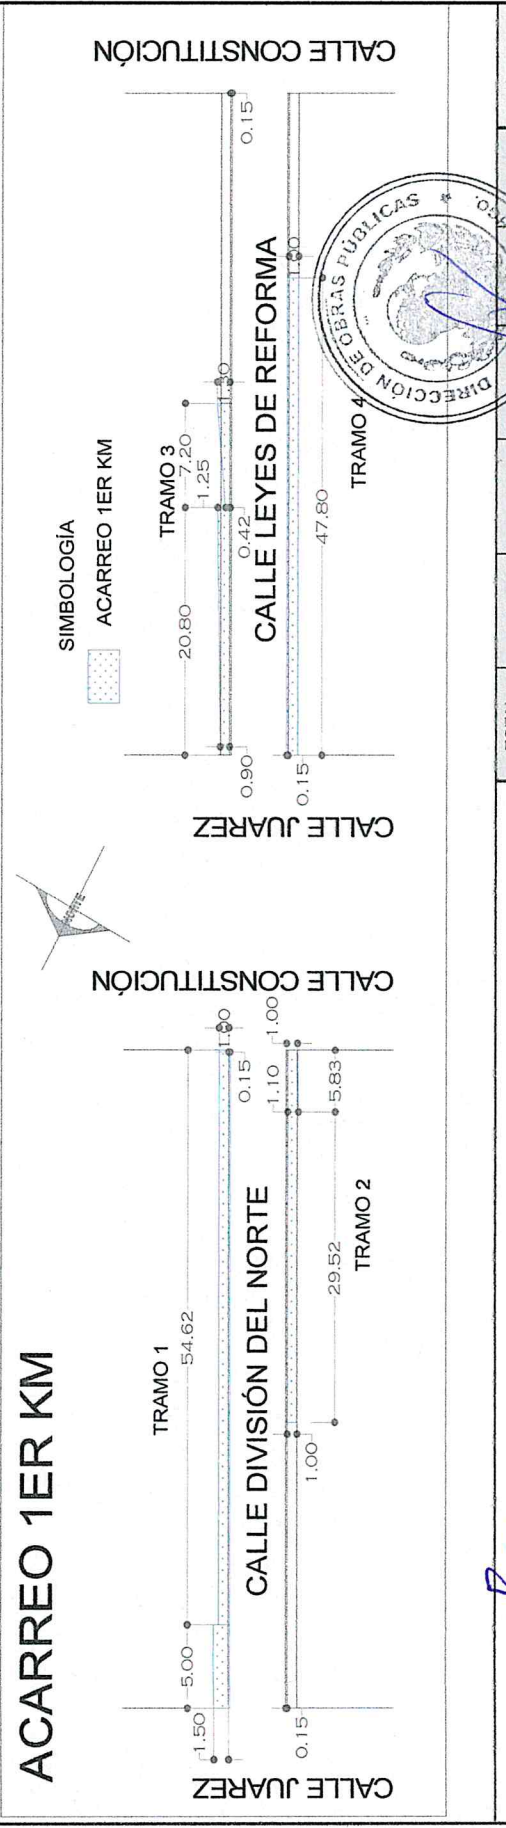 ACARREO 1ER KM
TRAMO 1
5.00
54.62
1.50
1.00
0.15
CALLE JUAREZ
CALLE DIVISIÓN DEL NORTE
CALLE CONSTITUCIÓN
0.15
1.00
1.10
1.00
29.52
5.83
TRAMO 2
NORTE
SIMBOLOGÍA
ACARREO 1ER KM
TRAMO 3
20.80
7.20
1.25
0.90
0.42
0.15
CALLE JUAREZ
CALLE LEYES DE REFORMA
CALLE CONSTITUCIÓN
0.15
1.00
47.80
TRAMO 4
DIRECCIÓN DE OBRAS PÚBLICAS